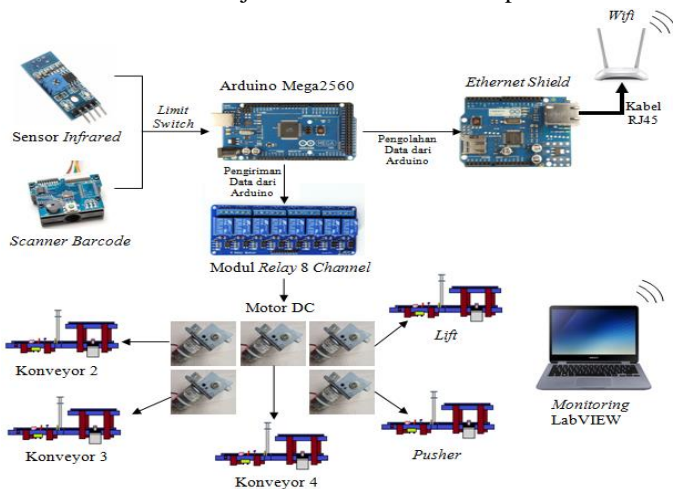 Wifi
Arduino Mega2560
Ethernet Shield
Limit
Switch
Kabel
RJ45
Sensor Infrared
Pengolahan
Data dari
Arduino
Pengiriman
Data dari
Arduino
Scanner Barcode
Modul Relay 8 Channel
Motor DC
Lift
Konveyor 2
Monitoring
LabVIEW
Konveyor 3
Pusher
Konveyor 4